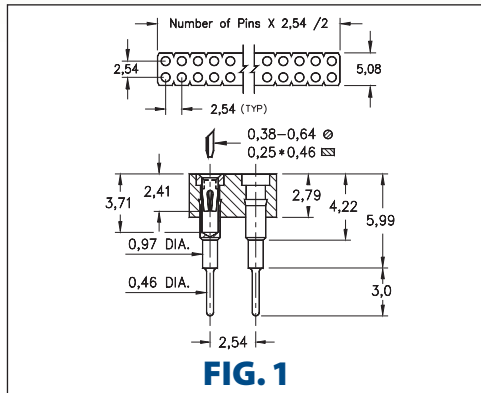 Number of Pins X 2,54 /2
2,54
5,08
2,54 (TYP)
0,38–0,64
0,25*0,46
3,71
2,41
2,79
4,22
5,99
0,97 DIA.
0,46 DIA.
3,0
2,54
FIG. 1